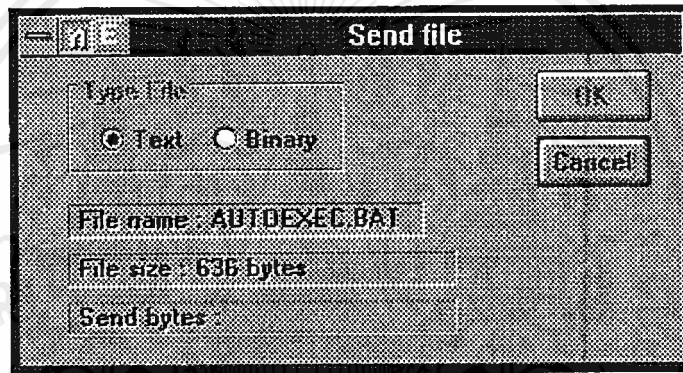 Send file
Type File
OK
Text Binary
Cancel
File name : AUTOEXEC.BAT
File size : 636 bytes
Send bytes :